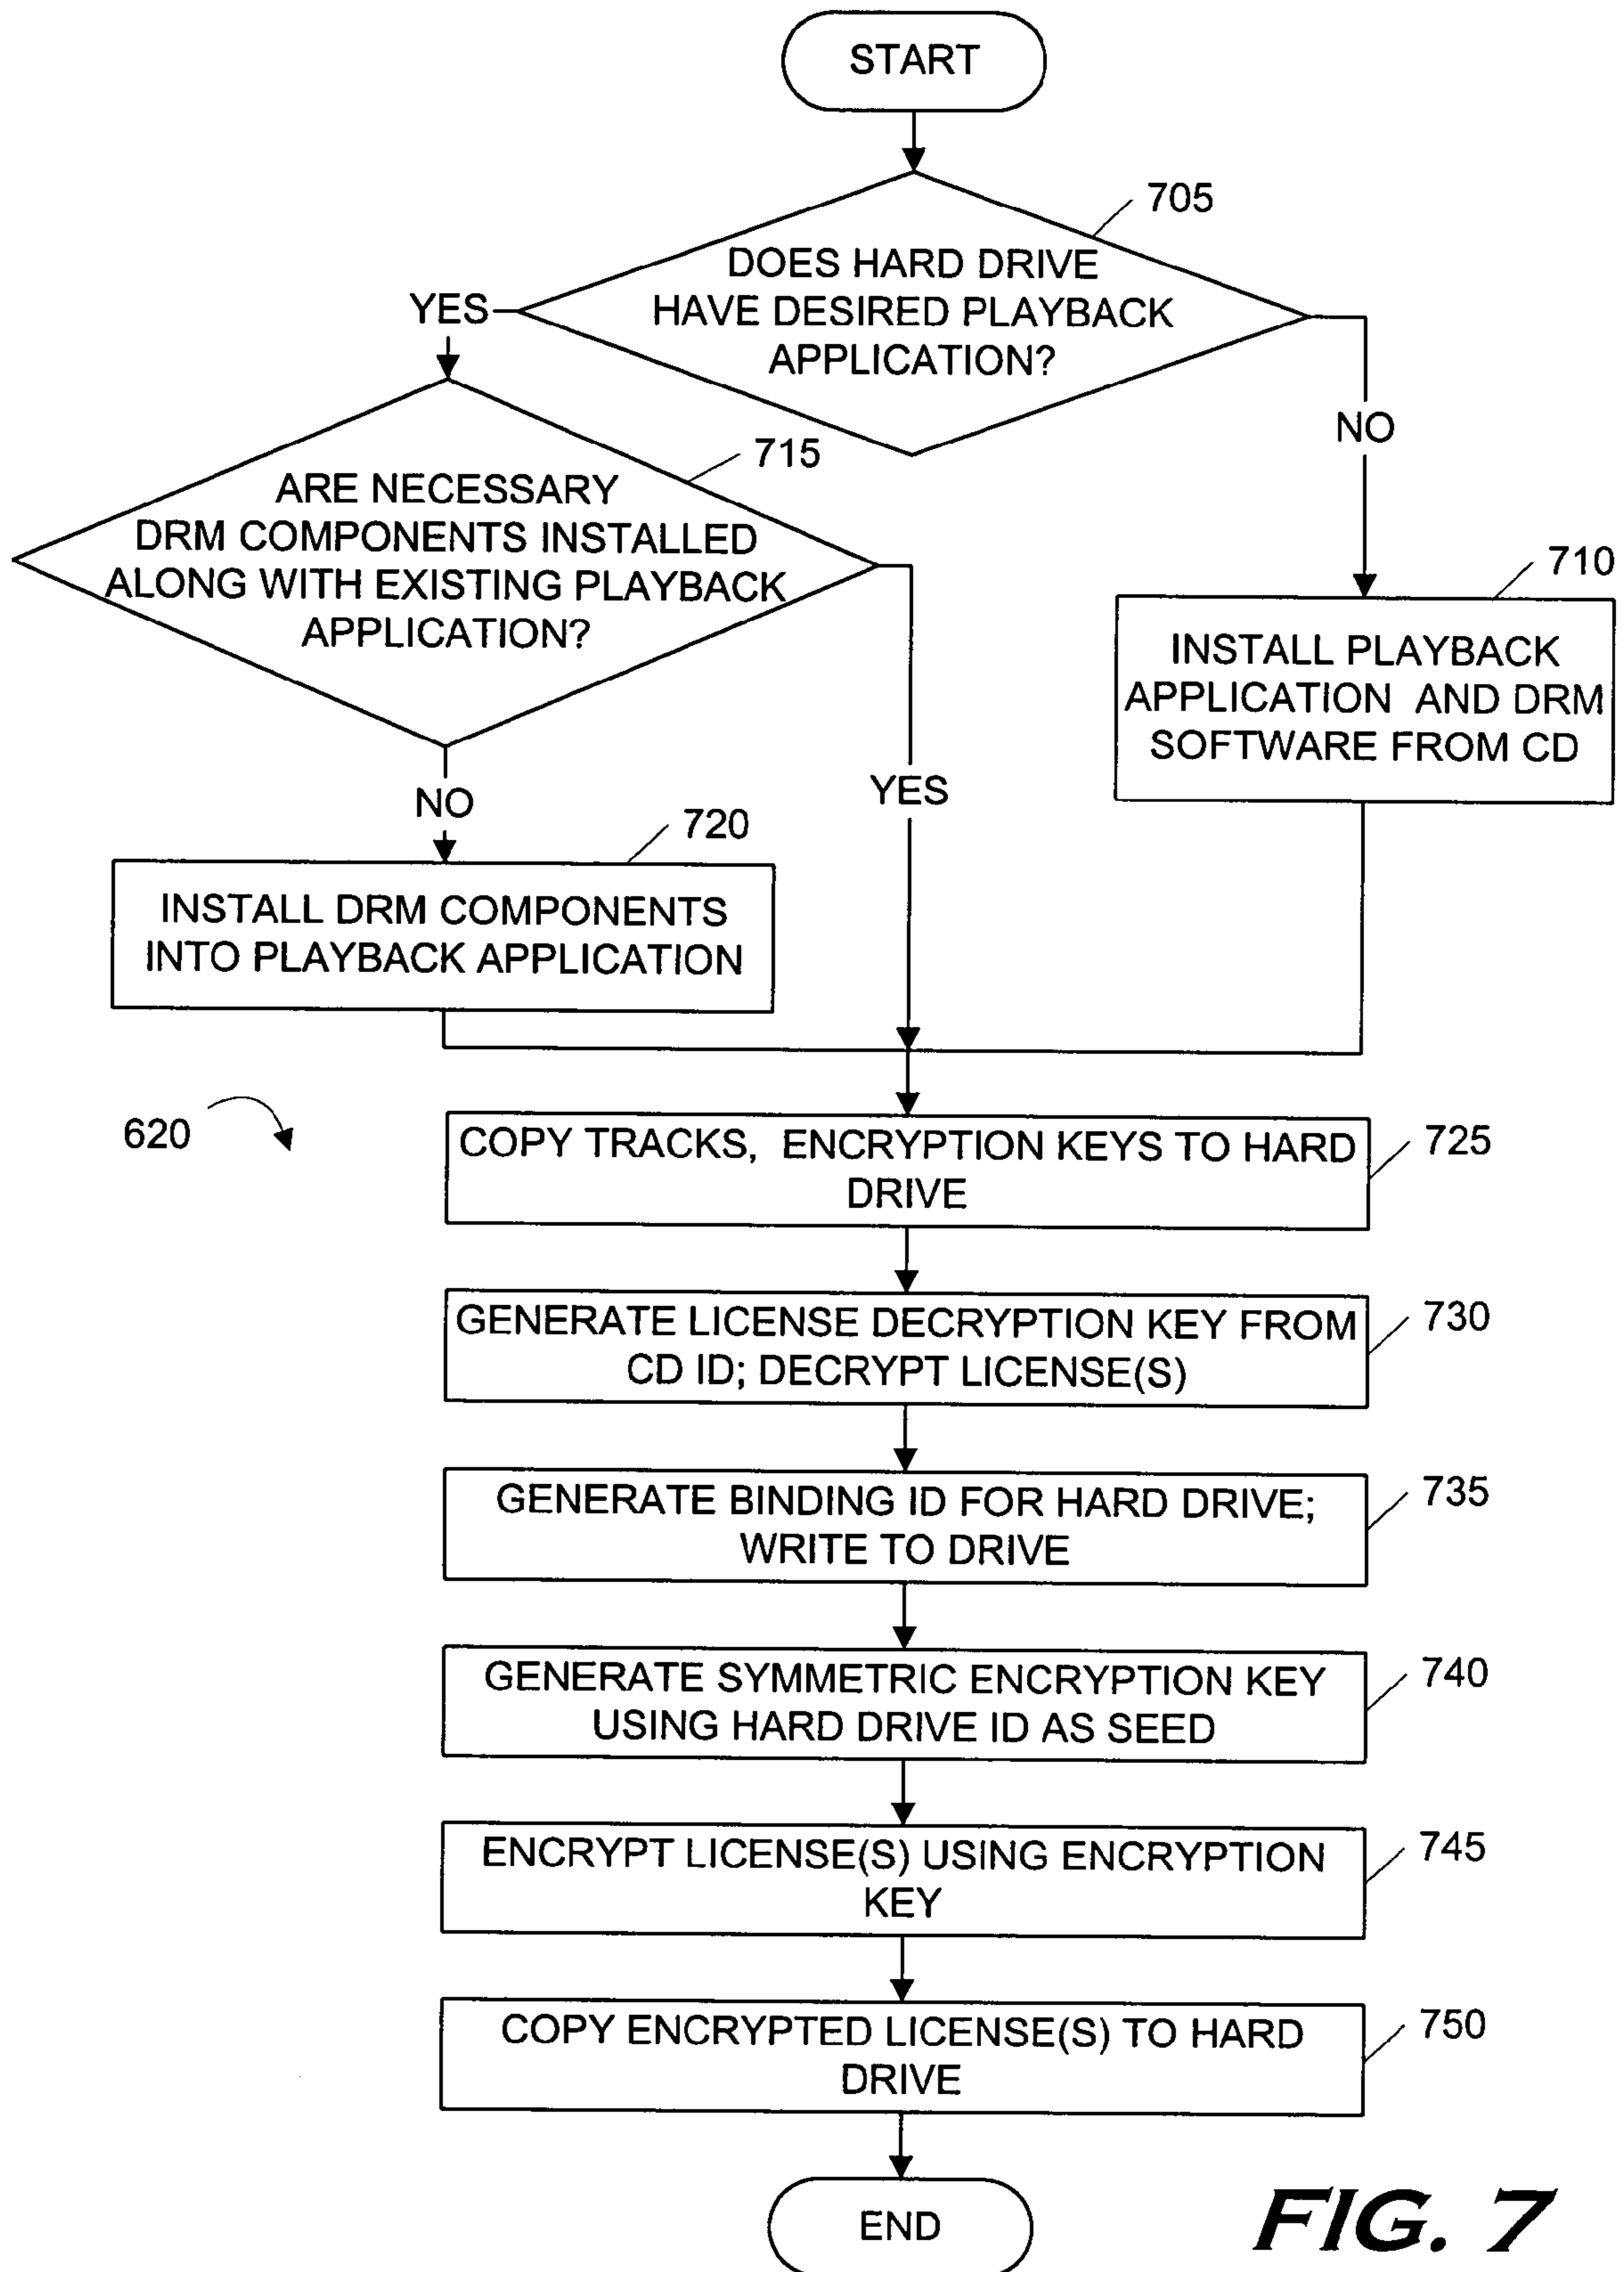 START
705
DOES HARD DRIVE
HAVE DESIRED PLAYBACK
APPLICATION?
YES
NO
715
ARE NECESSARY
DRM COMPONENTS INSTALLED
ALONG WITH EXISTING PLAYBACK
APPLICATION?
710
INSTALL PLAYBACK
APPLICATION AND DRM
SOFTWARE FROM CD
YES
NO
720
INSTALL DRM COMPONENTS
INTO PLAYBACK APPLICATION
620
COPY TRACKS, ENCRYPTION KEYS TO HARD
DRIVE
725
GENERATE LICENSE DECRYPTION KEY FROM
CD ID; DECRYPT LICENSE(S)
730
GENERATE BINDING ID FOR HARD DRIVE;
WRITE TO DRIVE
735
GENERATE SYMMETRIC ENCRYPTION KEY
USING HARD DRIVE ID AS SEED
740
ENCRYPT LICENSE(S) USING ENCRYPTION
KEY
745
COPY ENCRYPTED LICENSE(S) TO HARD
DRIVE
750
END
FIG. 7